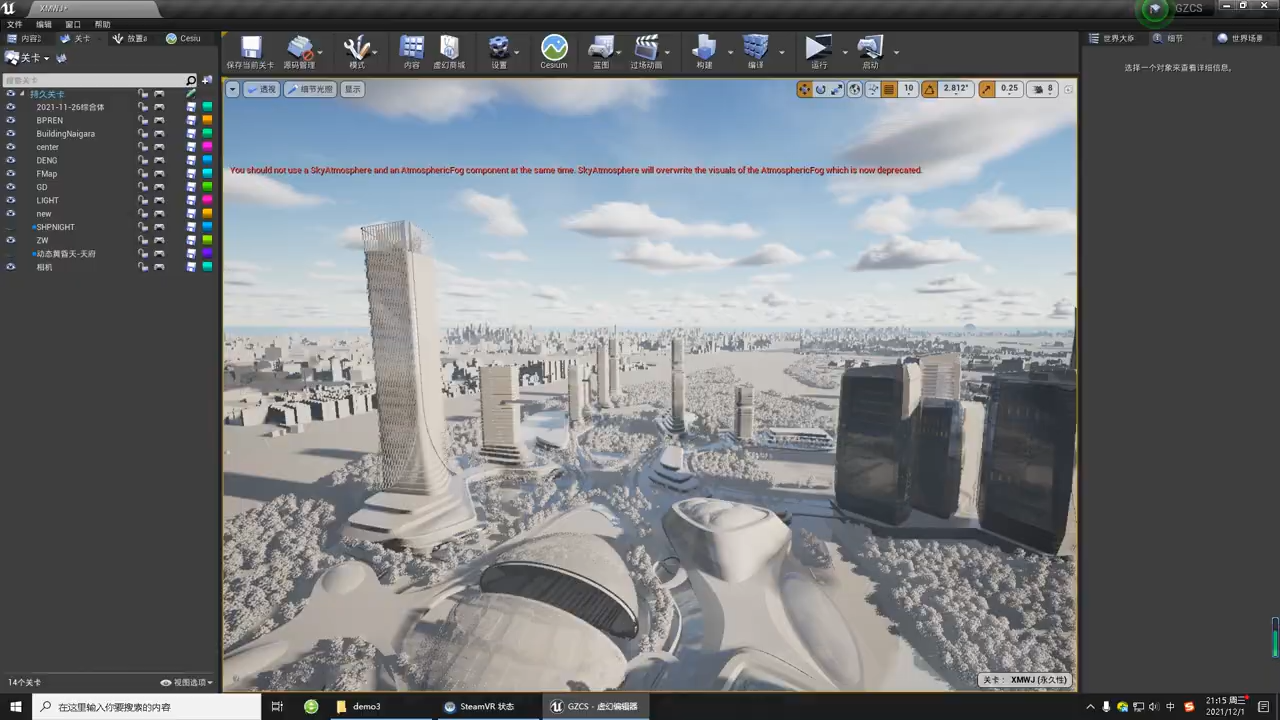 XMWJ*
GZCS
文件 编辑 窗口 帮助
关卡 Cesiu
世界大 细节 世界场景
关卡
保存当前关卡 源码管理 模式 内容 虚幻商城 设置 Cesium 蓝图 过场动画 构建 编译 运行 启动
搜索关卡
透视 细节光照 显示
10 2.812° 0.25 8
选择一个对象来查看详细信息。
持久关卡
2021-11-26综合体
BPREN
BuildingNaigara
center
DENG
FMap
GD
LIGHT
new
SHPNIGHT
ZW
动态黄昏天-天府
相机
You should not use a SkyAtmosphere and an AtmosphericFog component at the same time. SkyAtmosphere will overwrite the visuals of the AtmosphericFog which is now deprecated.
14个关卡
视图选项
关卡： XMWJ (永久性)
在这里输入你要搜索的内容
demo3
SteamVR 状态
GZCS - 虚幻编辑器
中
21:15 周三
2021/12/1